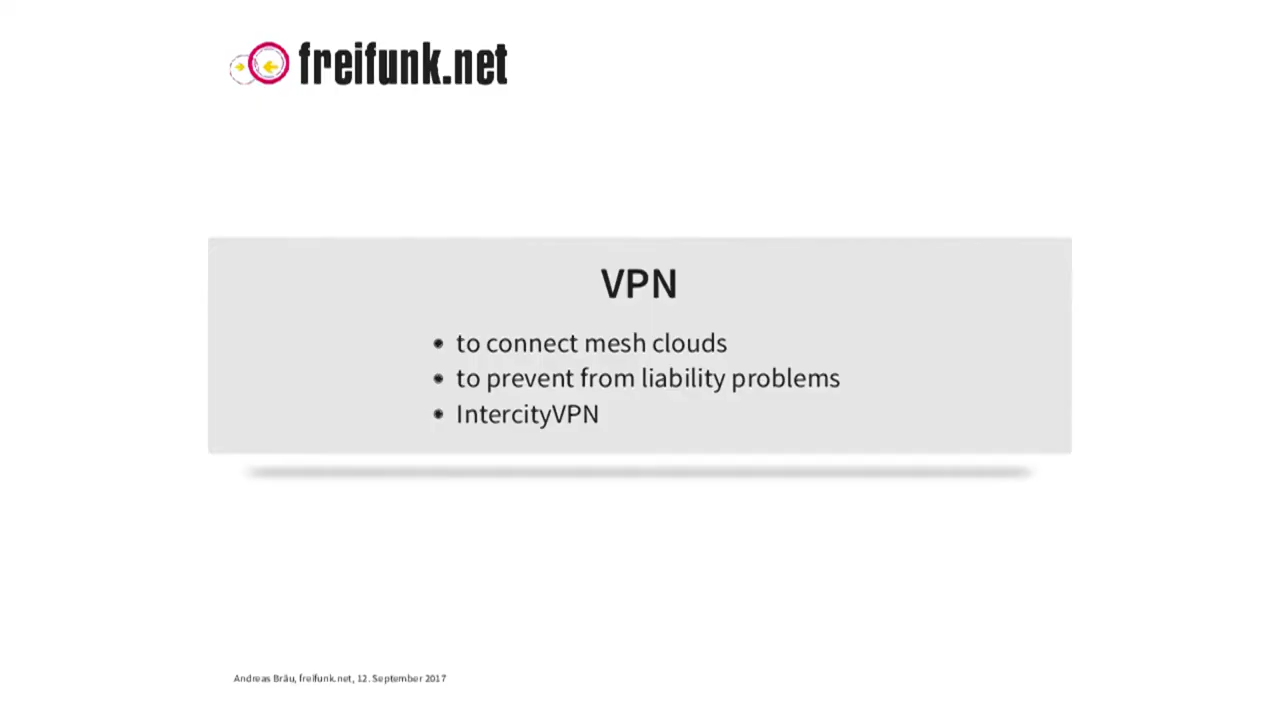 freifunk.net
VPN
to connect mesh clouds
to prevent from liability problems
IntercityVPN
Andreas Bräu, freifunk.net, 12. September 2017